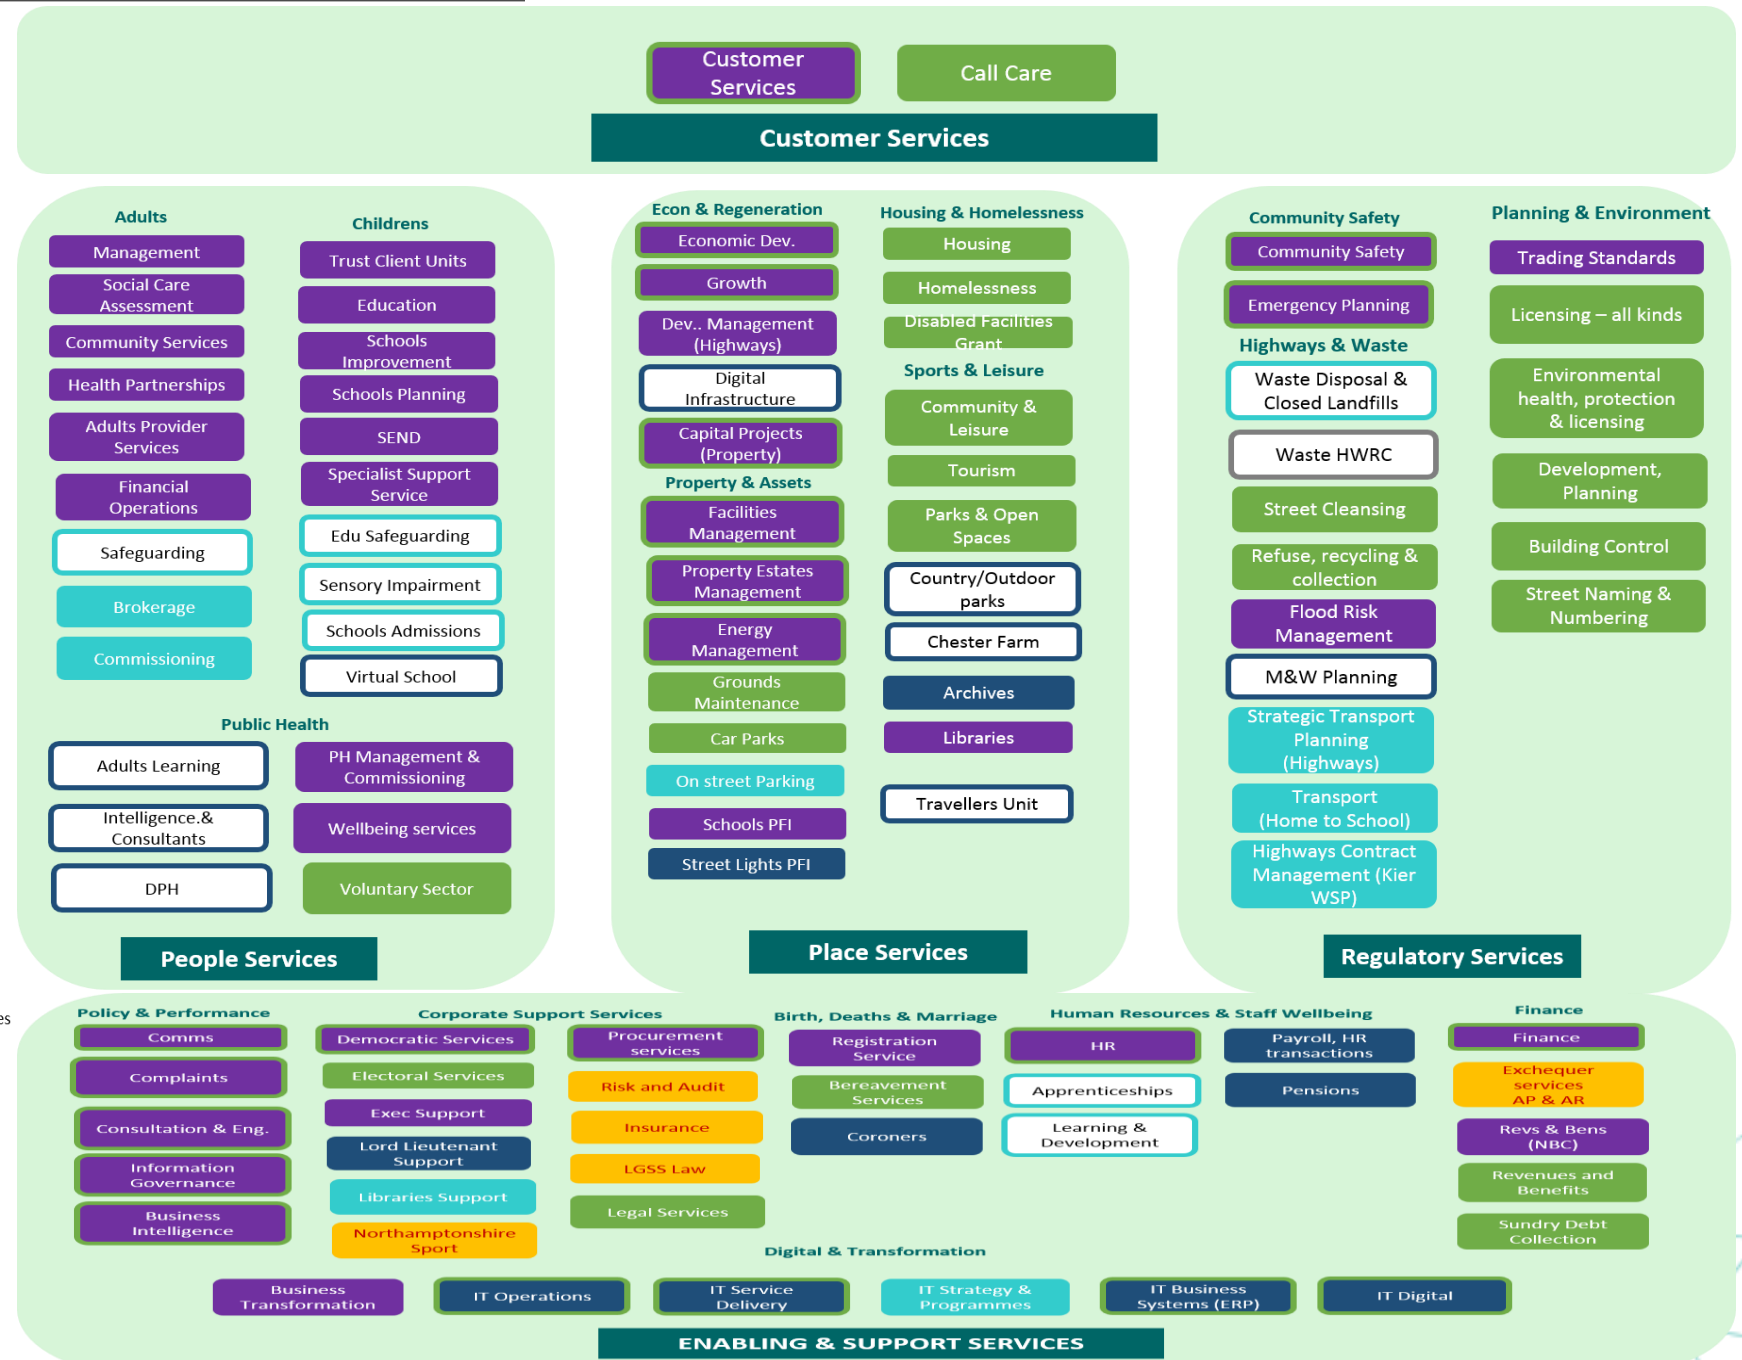 Customer
Services
Call Care
Customer Services
Adults
Management
Social Care
Assessment
Community Services
Health Partnerships
Adults Provider
Services
Financial
Operations
Safeguarding
Brokerage
Commissioning
Childrens
Trust Client Units
Education
Schools
Improvement
Schools Planning
SEND
Specialist Support
Service
Edu Safeguarding
Sensory Impairment
Schools Admissions
Virtual School
Public Health
Adults Learning
Intelligence.&
Consultants
DPH
PH Management &
Commissioning
Wellbeing services
Voluntary Sector
People Services
Econ & Regeneration
Economic Dev.
Growth
Dev.. Management
(Highways)
Digital
Infrastructure
Capital Projects
(Property)
Property & Assets
Facilities
Management
Property Estates
Management
Energy
Management
Grounds
Maintenance
Car Parks
On street Parking
Schools PFI
Street Lights PFI
Housing & Homelessness
Housing
Homelessness
Disabled Facilities
Grant
Sports & Leisure
Community &
Leisure
Tourism
Parks & Open
Spaces
Country/Outdoor
parks
Chester Farm
Archives
Libraries
Travellers Unit
Place Services
Community Safety
Community Safety
Emergency Planning
Highways & Waste
Waste Disposal &
Closed Landfills
Waste HWRC
Street Cleansing
Refuse, recycling &
collection
Flood Risk
Management
M&W Planning
Strategic Transport
Planning
(Highways)
Transport
(Home to School)
Highways Contract
Management (Kier
WSP)
Planning & Environment
Trading Standards
Licensing – all kinds
Environmental
health, protection
& licensing
Development,
Planning
Building Control
Street Naming &
Numbering
Regulatory Services
es
Policy & Performance
Comms
Complaints
Consultation & Eng.
Information
Governance
Business
Intelligence
Corporate Support Services
Democratic Services
Electoral Services
Exec Support
Lord Lieutenant
Support
Libraries Support
Northamptonshire
Sport
Procurement
services
Risk and Audit
Insurance
LGSS Law
Legal Services
Birth, Deaths & Marriage
Registration
Service
Bereavement
Services
Coroners
Human Resources & Staff Wellbeing
HR
Apprenticeships
Learning &
Development
Payroll, HR
transactions
Pensions
Finance
Finance
Exchequer
services
AP & AR
Revs & Bens
(NBC)
Revenues and
Benefits
Sundry Debt
Collection
Digital & Transformation
Business
Transformation
IT Operations
IT Service
Delivery
IT Strategy &
Programmes
IT Business
Systems (ERP)
IT Digital
ENABLING & SUPPORT SERVICES